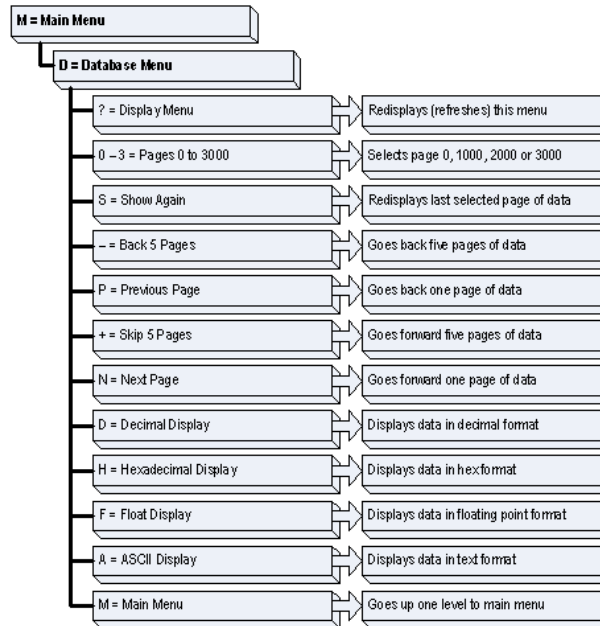 M = Main Menu
D = Database Menu
? = Display Menu
Redisplays (refreshes) this menu
0 – 3 = Pages 0 to 3000
Selects page 0, 1000, 2000 or 3000
S = Show Again
Redisplays last selected page of data
– = Back 5 Pages
Goes back five pages of data
P = Previous Page
Goes back one page of data
+ = Skip 5 Pages
Goes forward five pages of data
N = Next Page
Goes forward one page of data
D = Decimal Display
Displays data in decimal format
H = Hexadecimal Display
Displays data in hex format
F = Float Display
Displays data in floating point format
A = ASCII Display
Displays data in text format
M = Main Menu
Goes up one level to main menu